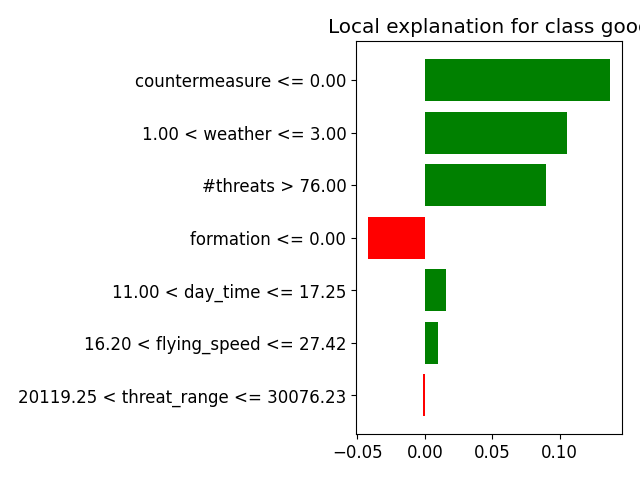 Local explanation for class good
countermeasure <= 0.00
1.00 < weather <= 3.00
#threats > 76.00
formation <= 0.00
11.00 < day_time <= 17.25
16.20 < flying_speed <= 27.42
20119.25 < threat_range <= 30076.23
−0.05 0.00 0.05 0.10